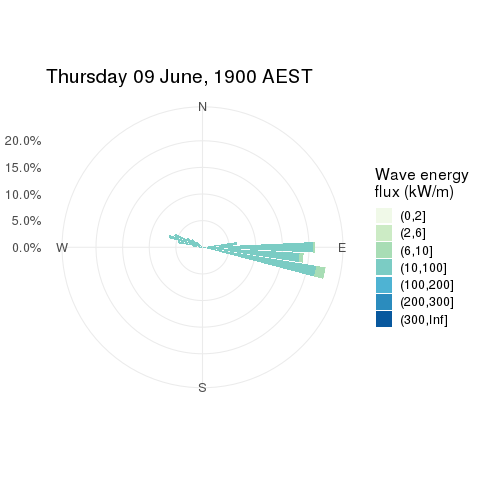 Thursday 09 June, 1900 AEST
N
20.0%
15.0%
10.0%
5.0%
0.0%
W
E
S
Wave energy
flux (kW/m)
(0,2]
(2,6]
(6,10]
(10,100]
(100,200]
(200,300]
(300,Inf]